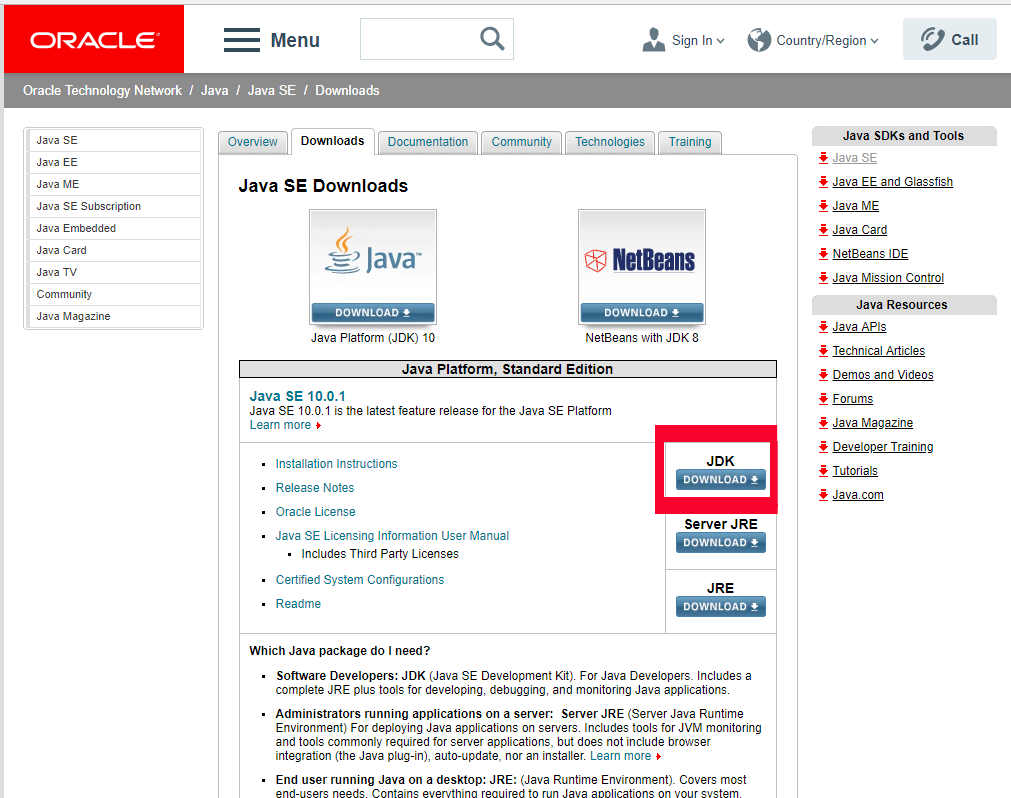 ORACLE
Menu
Sign In
Country/Region
Call
Oracle Technology Network / Java / Java SE / Downloads
Java SE
Java EE
Java ME
Java SE Subscription
Java Embedded
Java Card
Java TV
Community
Java Magazine
Overview
Downloads
Documentation
Community
Technologies
Training
Java SE Downloads
Java
DOWNLOAD
Java Platform (JDK) 10
NetBeans
DOWNLOAD
NetBeans with JDK 8
Java Platform, Standard Edition
Java SE 10.0.1
Java SE 10.0.1 is the latest feature release for the Java SE Platform
Learn more
Installation Instructions
Release Notes
Oracle License
Java SE Licensing Information User Manual
Includes Third Party Licenses
Certified System Configurations
Readme
JDK
DOWNLOAD
Server JRE
DOWNLOAD
JRE
DOWNLOAD
Which Java package do I need?
Software Developers: JDK (Java SE Development Kit). For Java Developers. Includes a
complete JRE plus tools for developing, debugging, and monitoring Java applications.
Administrators running applications on a server: Server JRE (Server Java Runtime
Environment) For deploying Java applications on servers. Includes tools for JVM monitoring
and tools commonly required for server applications, but does not include browser
integration (the Java plug-in), auto-update, nor an installer. Learn more
End user running Java on a desktop: JRE: (Java Runtime Environment). Covers most
end-users needs. Contains everything required to run Java applications on your system.
Java SDKs and Tools
Java SE
Java EE and Glassfish
Java ME
Java Card
NetBeans IDE
Java Mission Control
Java Resources
Java APIs
Technical Articles
Demos and Videos
Forums
Java Magazine
Developer Training
Tutorials
Java.com